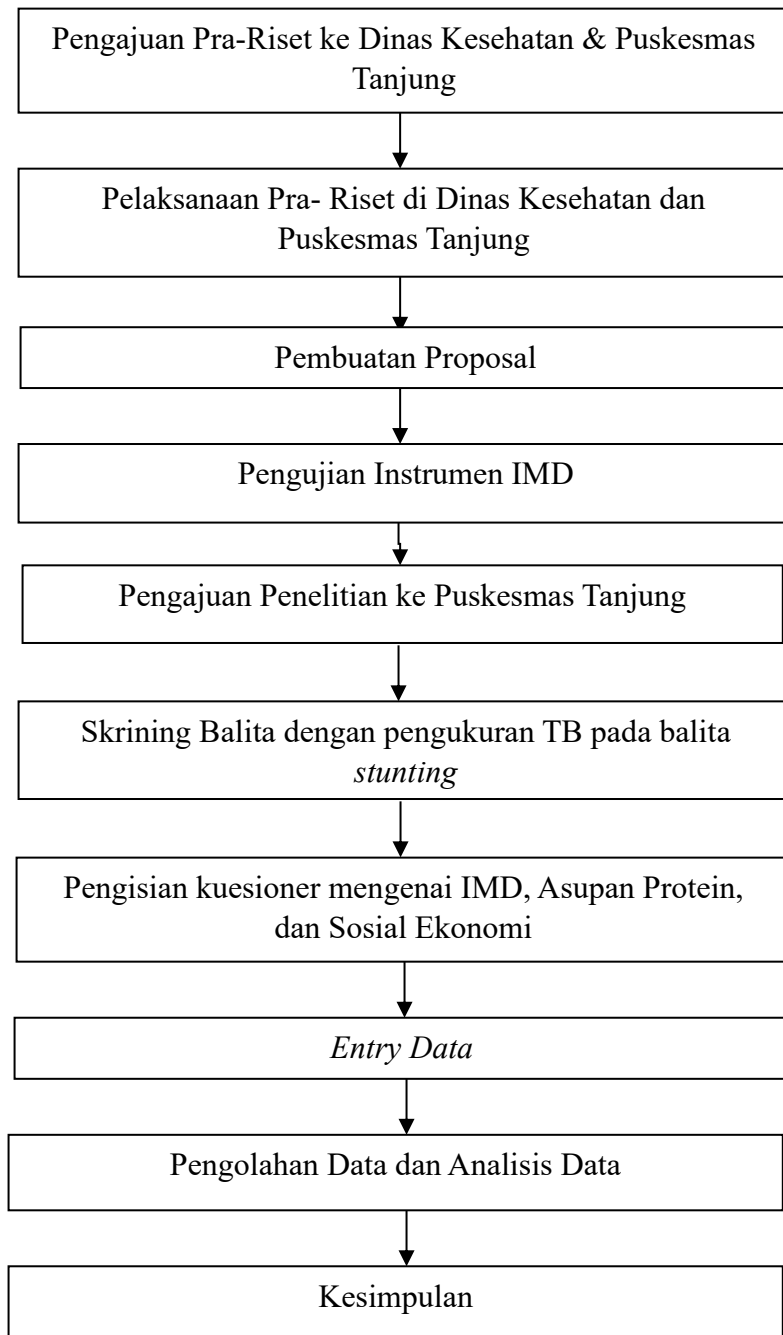 Pengajuan Pra-Riset ke Dinas Kesehatan & Puskesmas
Tanjung
Pelaksanaan Pra- Riset di Dinas Kesehatan dan
Puskesmas Tanjung
Pembuatan Proposal
Pengujian Instrumen IMD
Pengajuan Penelitian ke Puskesmas Tanjung
Skrining Balita dengan pengukuran TB pada balita
stunting
Pengisian kuesioner mengenai IMD, Asupan Protein,
dan Sosial Ekonomi
Entry Data
Pengolahan Data dan Analisis Data
Kesimpulan